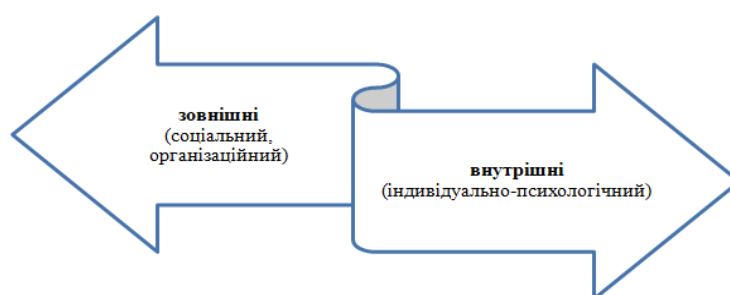 зовнішні
(соціальний,
організаційний)
внутрішні
(індивідуально-психологічний)